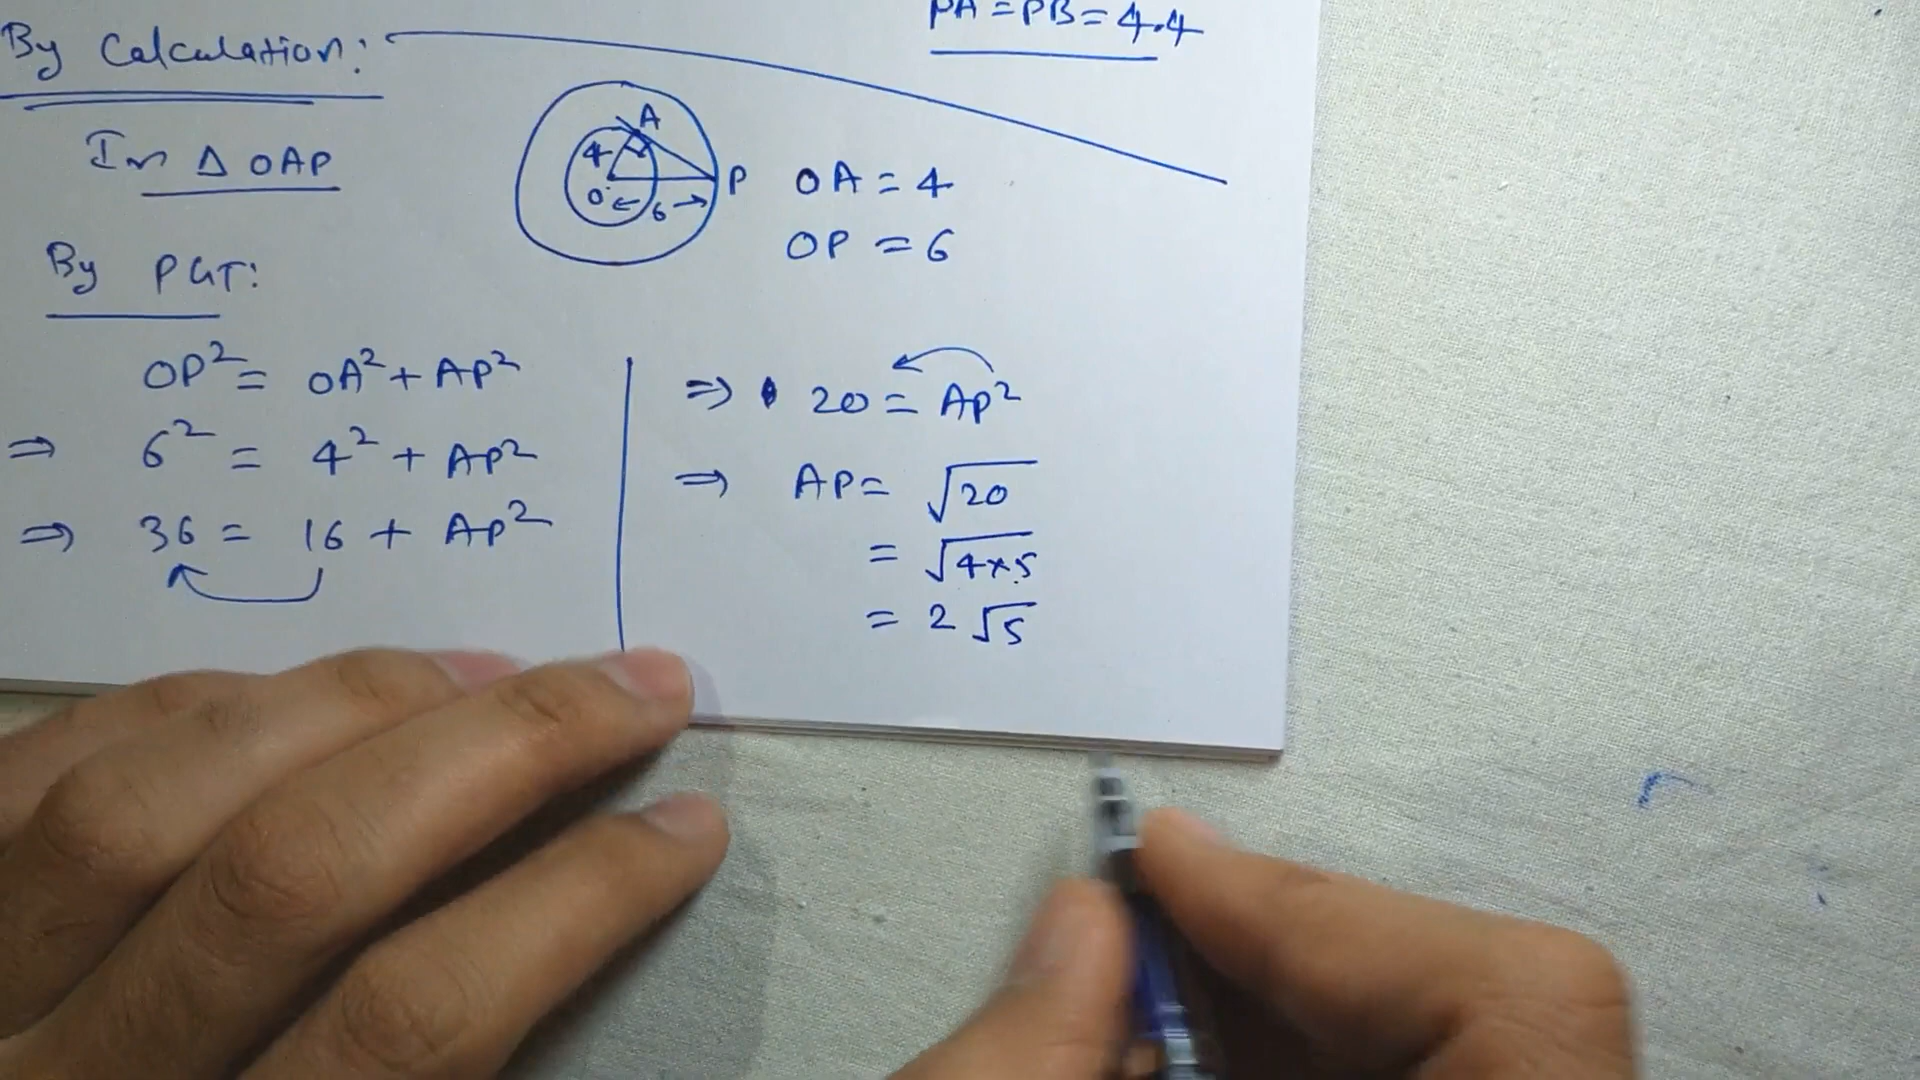 PA = PB = 4.4
By Calculation:
In Δ OAP
A
4
O
6
P
OA = 4
OP = 6
By PGT:
OP² = OA² + AP²
⇒ 6² = 4² + AP²
⇒ 36 = 16 + AP²
⇒ 20 = AP²
⇒ AP = √20
= √4×5
= 2√5